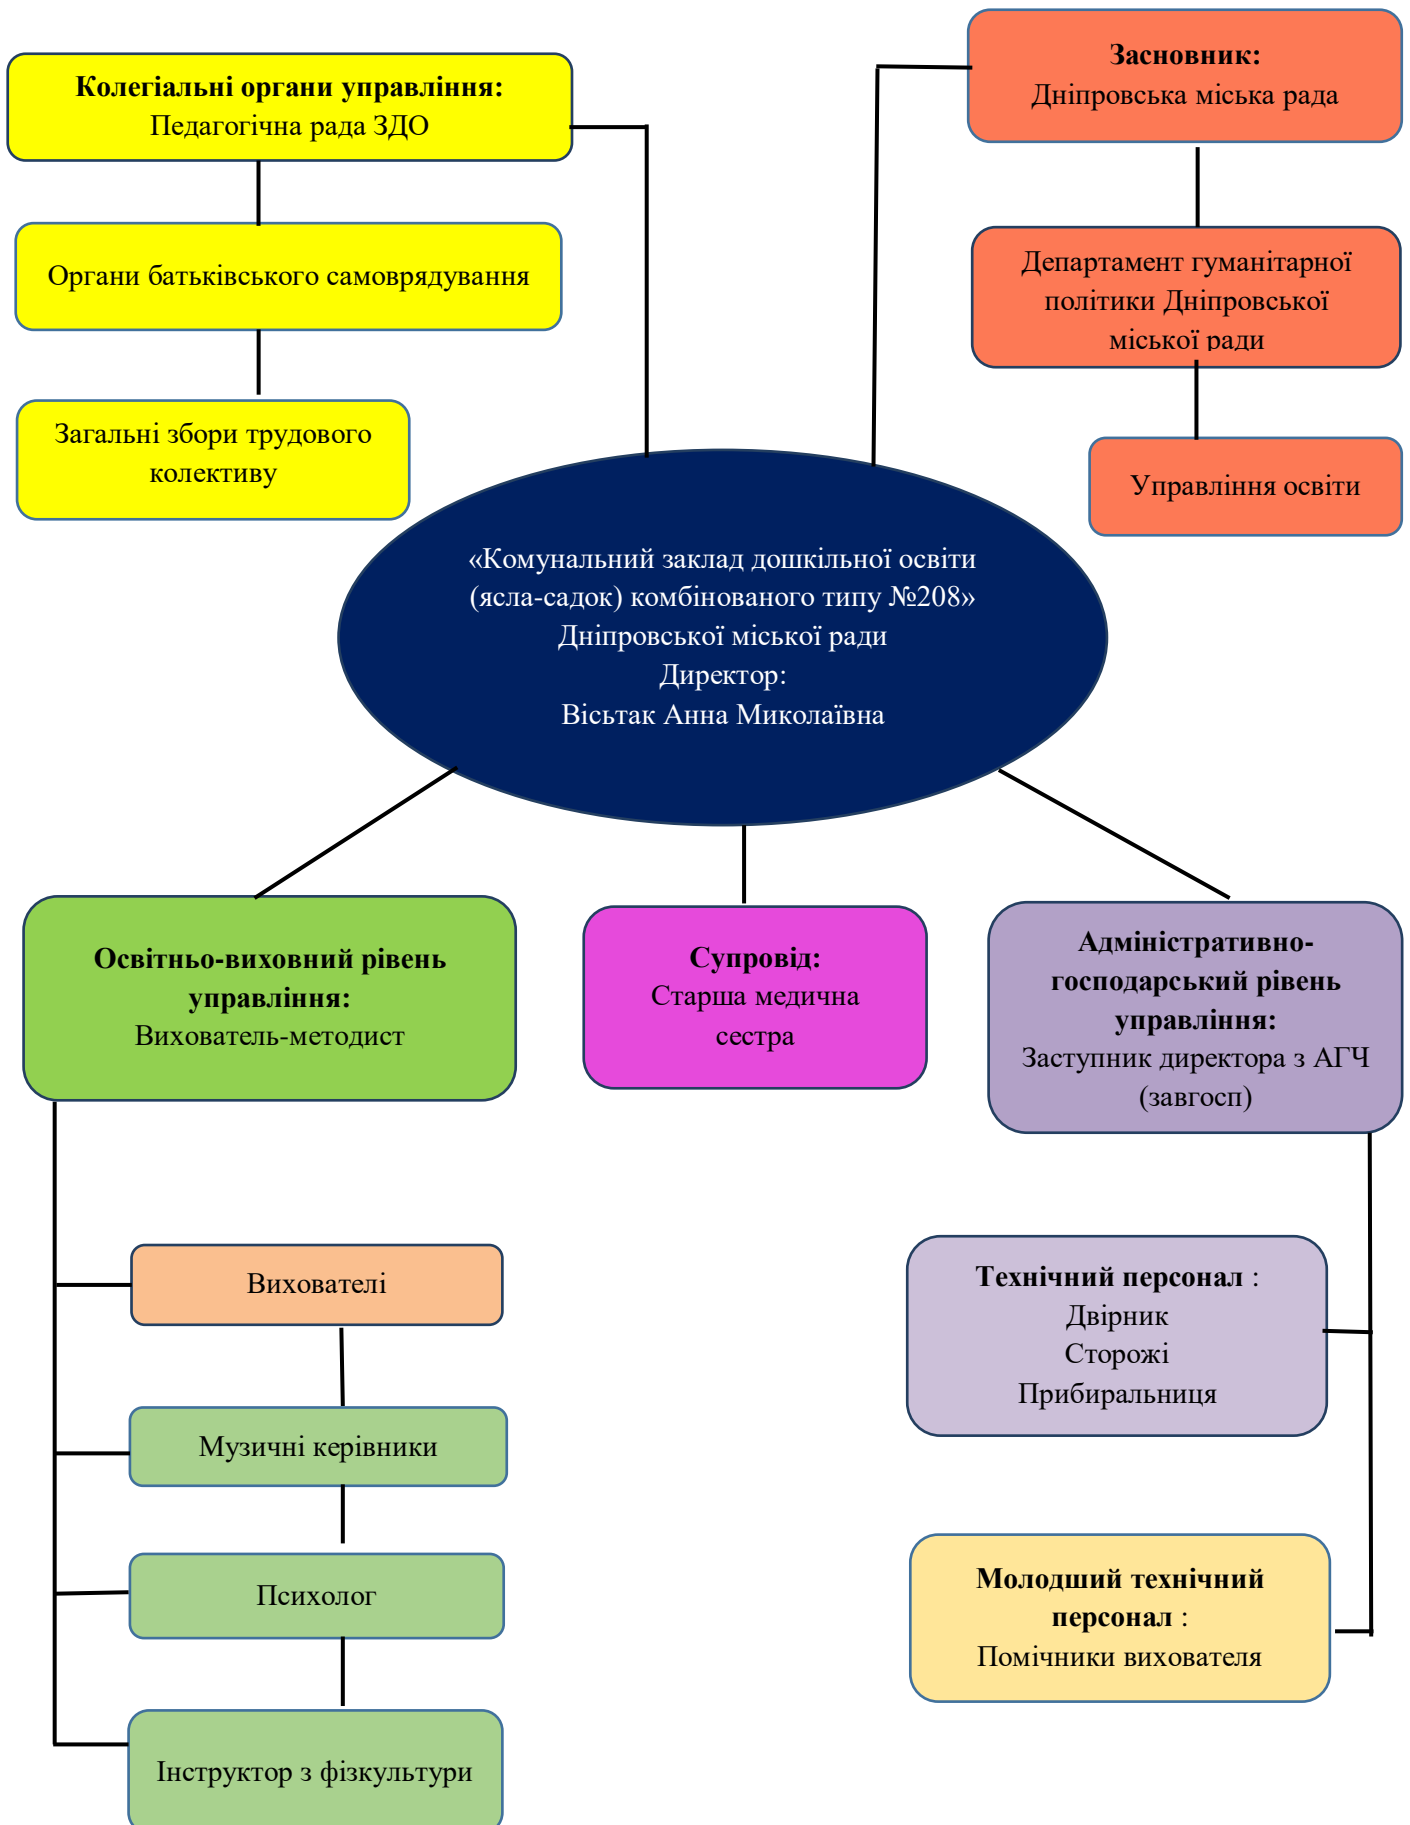 Колегіальні органи управління:
Педагогічна рада ЗДО
Засновник:
Дніпровська міська рада
Органи батьківського самоврядування
Департамент гуманітарної
політики Дніпровської
міської ради
Загальні збори трудового
колективу
Управління освіти
«Комунальний заклад дошкільної освіти
(ясла-садок) комбінованого типу №208»
Дніпровської міської ради
Директор:
Вісьтак Анна Миколаївна
Освітньо-виховний рівень
управління:
Вихователь-методист
Супровід:
Старша медична
сестра
Адміністративно-
господарський рівень
управління:
Заступник директора з АГЧ
(завгосп)
Вихователі
Музичні керівники
Психолог
Інструктор з фізкультури
Технічний персонал :
Двірник
Сторожі
Прибиральниця
Молодший технічний
персонал :
Помічники вихователя